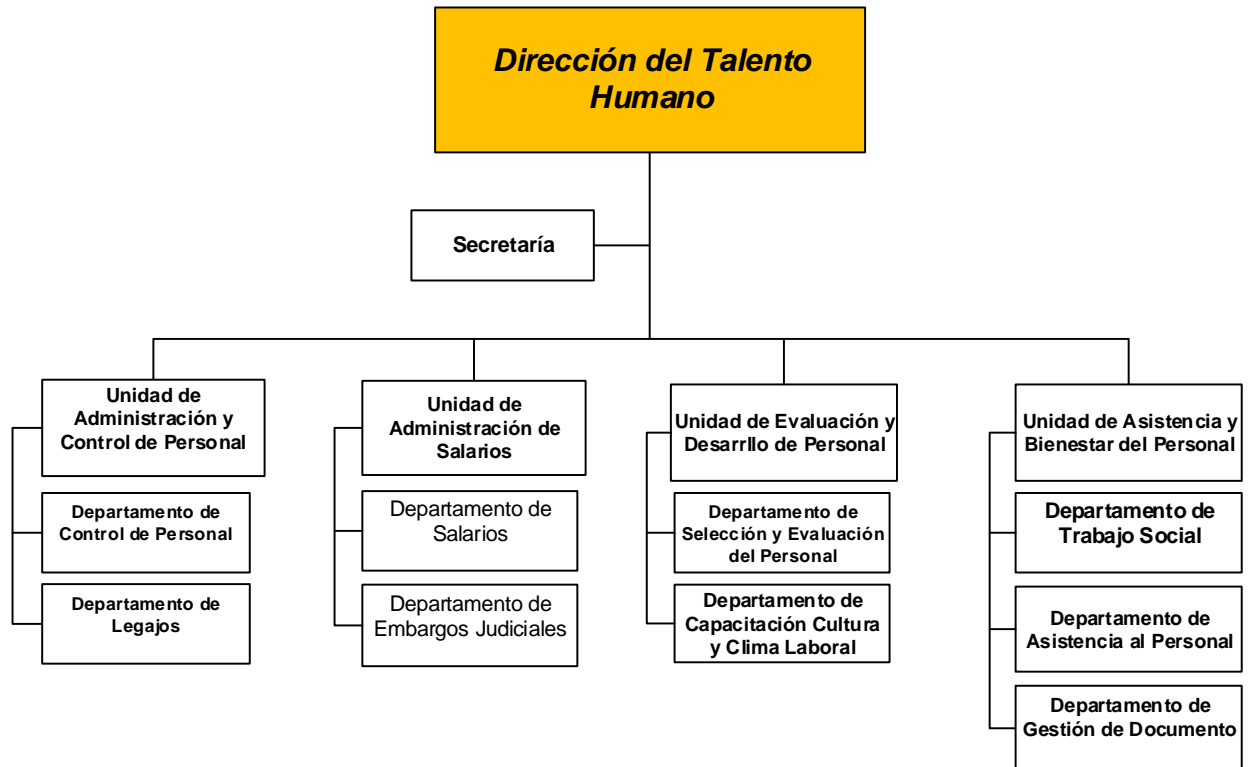 Dirección del Talento
Humano
Secretaría
Unidad de
Administración y
Control de Personal
Departamento de
Control de Personal
Departamento de
Legajos
Unidad de
Administración de
Salarios
Departamento de
Salarios
Departamento de
Embargos Judiciales
Unidad de Evaluación y
Desarrllo de Personal
Departamento de
Selección y Evaluación
del Personal
Departamento de
Capacitación Cultura
y Clima Laboral
Unidad de Asistencia y
Bienestar del Personal
Departamento de
Trabajo Social
Departamento de
Asistencia al Personal
Departamento de
Gestión de Documento